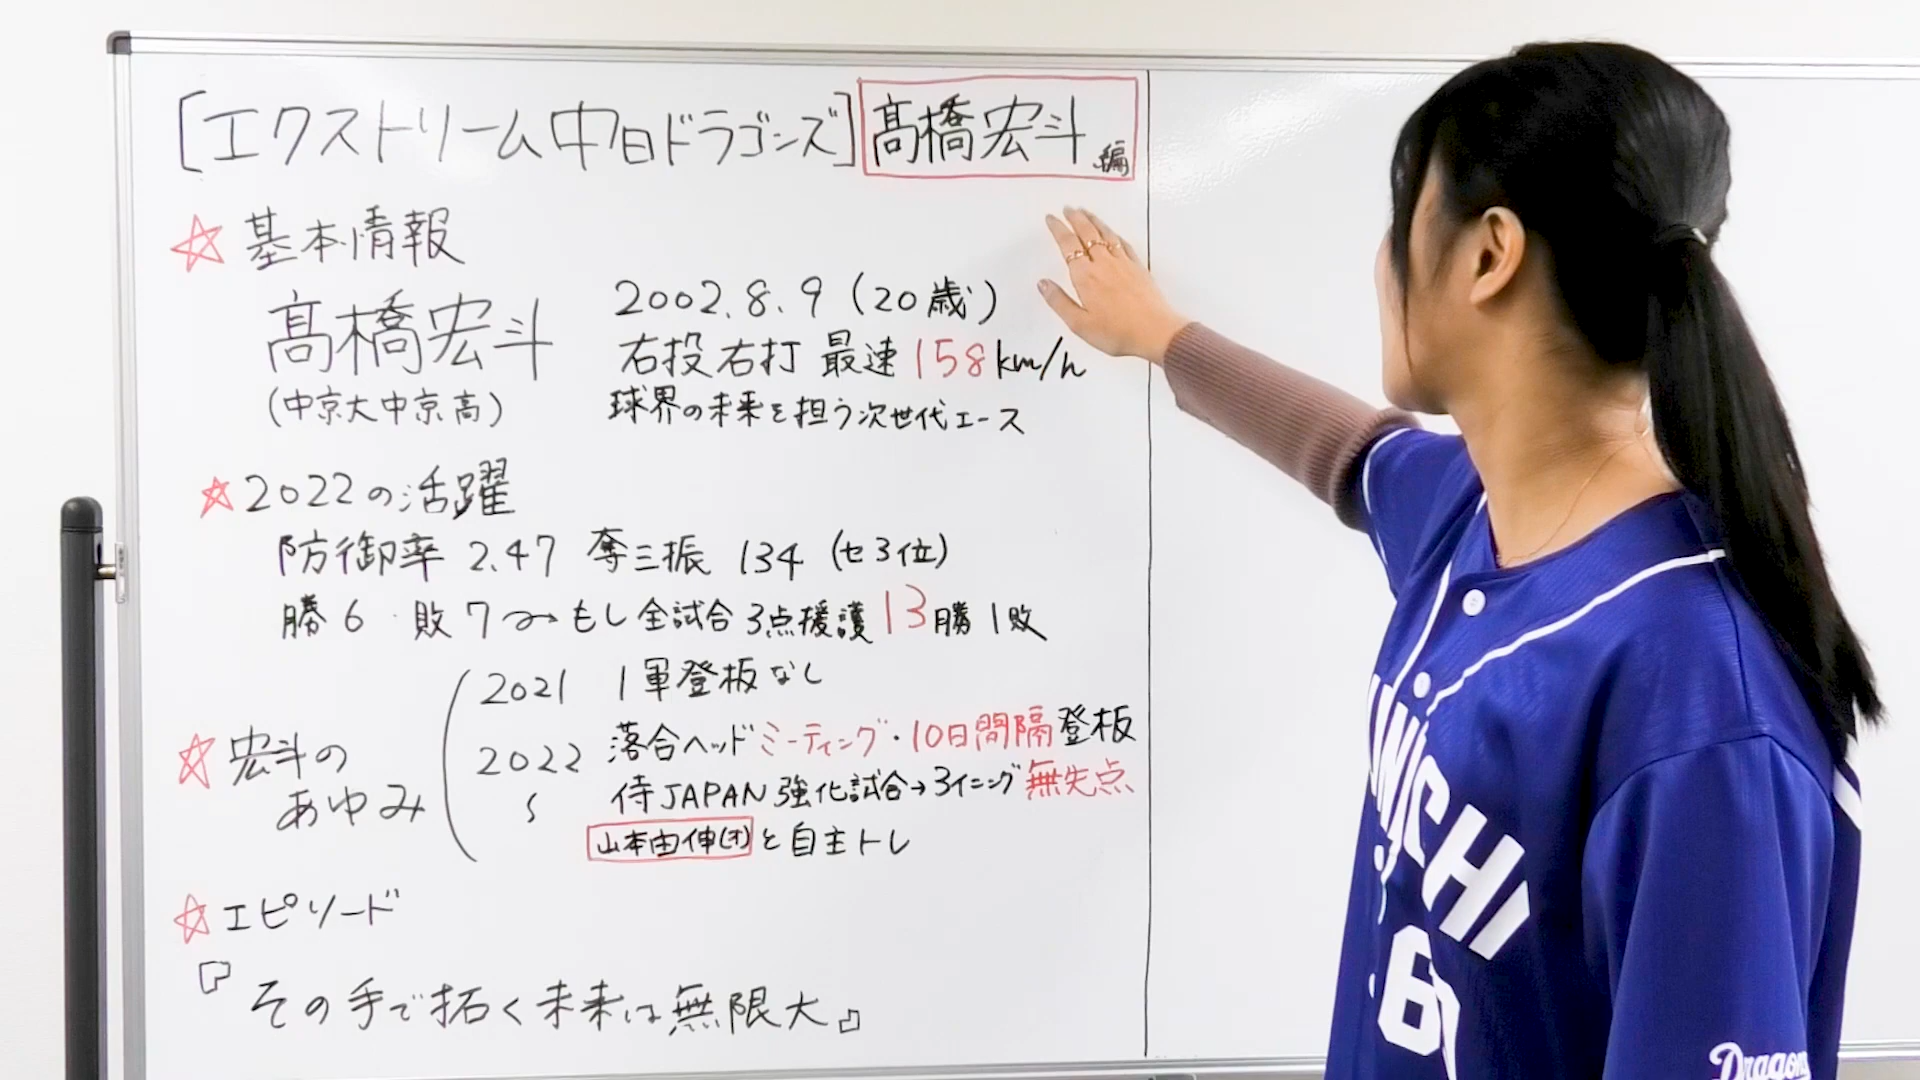 [エクストリーム中日ドラゴンズ] 髙橋宏斗編
☆基本情報
髙橋宏斗
(中京大中京高)
2002.8.9 (20歳)
右投右打 最速158km/h
球界の未来を担う次世代エース
☆2022の活躍
防御率 2.47 奪三振 134 (セ3位)
勝6・敗7 〜 もし全試合3点援護13勝1敗
☆宏斗のあゆみ
2021 1軍登板なし
2022 落合ヘッドミーティング・10日間隔登板
侍JAPAN強化試合→3イニング無失点
山本由伸(オ)と自主トレ
☆エピソード
『その手で拓く未来は無限大』
UNICHI
6
Dragons